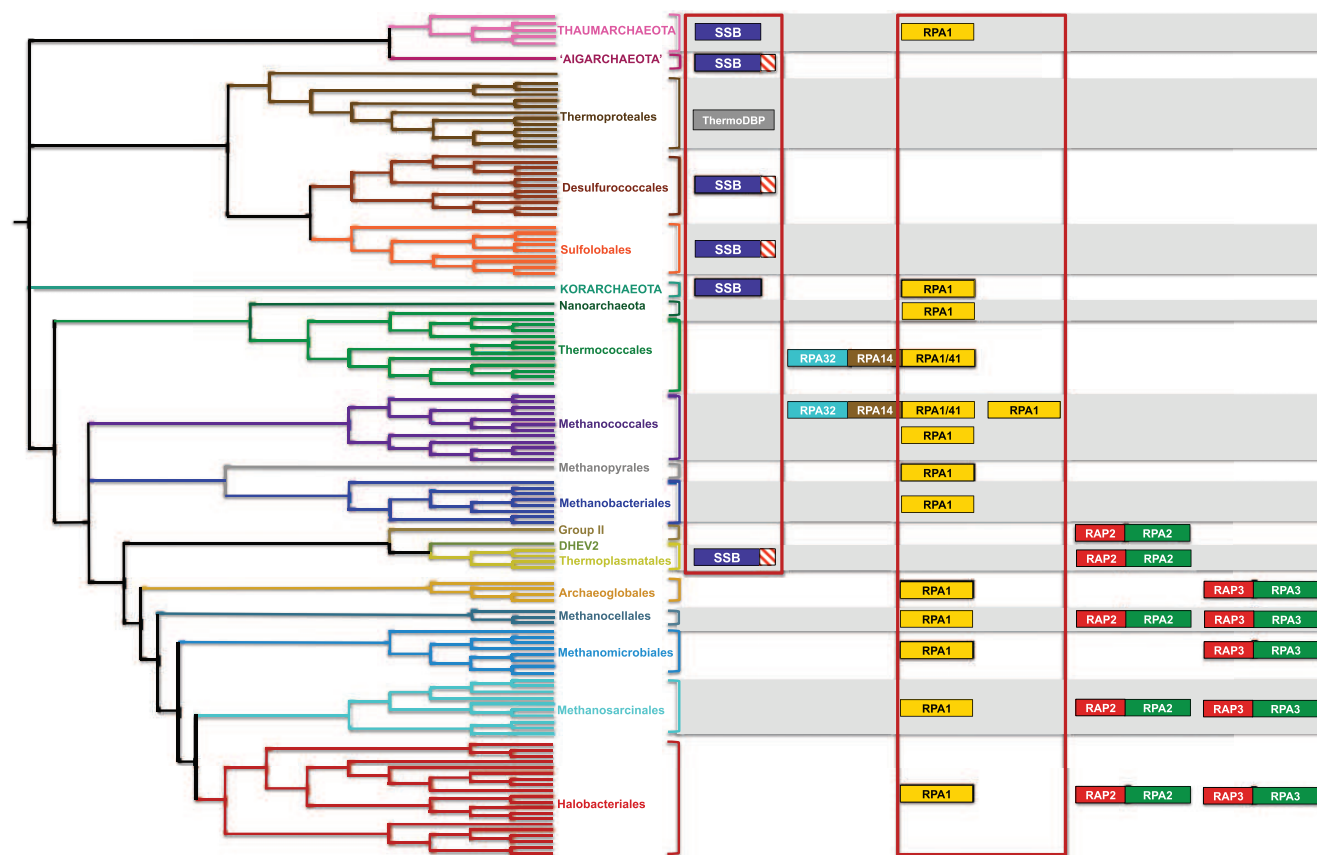 THAUMARCHAEOTA SSB RPA1
'AIGARCHAEOTA' SSB
Thermoproteales ThermoDBP
Desulfurococcales SSB
Sulfolobales SSB
KORARCHAEOTA SSB RPA1
Nanoarchaeota RPA1
Thermococcales RPA32 RPA14 RPA1/41
Methanococcales RPA32 RPA14 RPA1/41 RPA1
RPA1
Methanopyrales RPA1
Methanobacteriales RPA1
Group II RAP2 RPA2
DHEV2
Thermoplasmatales SSB RAP2 RPA2
Archaeoglobales RPA1 RAP3 RPA3
Methanocellales RPA1 RAP2 RPA2 RAP3 RPA3
Methanomicrobiales RPA1 RAP3 RPA3
Methanosarcinales RPA1 RAP2 RPA2 RAP3 RPA3
Halobacteriales RPA1 RAP2 RPA2 RAP3 RPA3